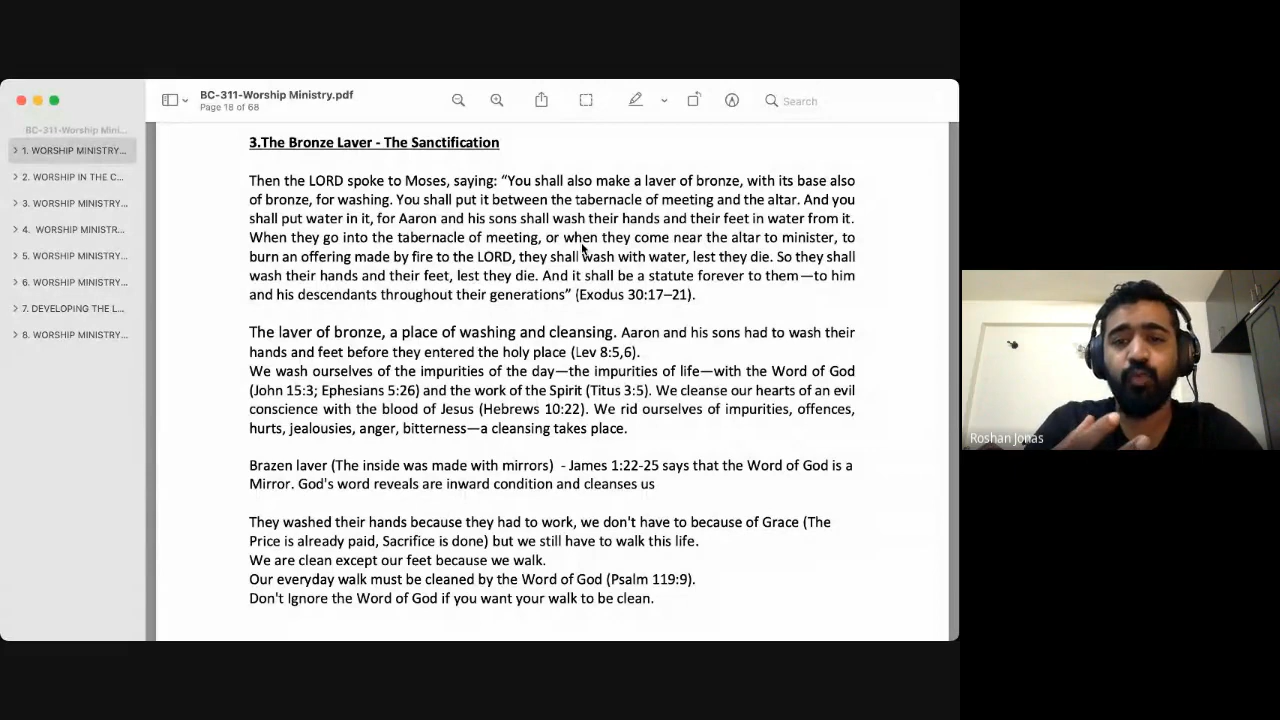 BC-311-Worship Ministry.pdf
Page 18 of 68
Search
BC-311-Worship Mini...
1. WORSHIP MINISTRY...
2. WORSHIP IN THE C...
3. WORSHIP MINISTRY...
4. WORSHIP MINISTR...
5. WORSHIP MINISTRY...
6. WORSHIP MINISTRY...
7. DEVELOPING THE L...
8. WORSHIP MINISTRY...
3.The Bronze Laver - The Sanctification
Then the LORD spoke to Moses, saying: “You shall also make a laver of bronze, with its base also
of bronze, for washing. You shall put it between the tabernacle of meeting and the altar. And you
shall put water in it, for Aaron and his sons shall wash their hands and their feet in water from it.
When they go into the tabernacle of meeting, or when they come near the altar to minister, to
burn an offering made by fire to the LORD, they shall wash with water, lest they die. So they shall
wash their hands and their feet, lest they die. And it shall be a statute forever to them—to him
and his descendants throughout their generations” (Exodus 30:17–21).
The laver of bronze, a place of washing and cleansing. Aaron and his sons had to wash their
hands and feet before they entered the holy place (Lev 8:5,6).
We wash ourselves of the impurities of the day—the impurities of life—with the Word of God
(John 15:3; Ephesians 5:26) and the work of the Spirit (Titus 3:5). We cleanse our hearts of an evil
conscience with the blood of Jesus (Hebrews 10:22). We rid ourselves of impurities, offences,
hurts, jealousies, anger, bitterness—a cleansing takes place.
Brazen laver (The inside was made with mirrors)  - James 1:22-25 says that the Word of God is a
Mirror. God's word reveals are inward condition and cleanses us
They washed their hands because they had to work, we don't have to because of Grace (The
Price is already paid, Sacrifice is done) but we still have to walk this life.
We are clean except our feet because we walk.
Our everyday walk must be cleaned by the Word of God (Psalm 119:9).
Don't Ignore the Word of God if you want your walk to be clean.
Roshan Jonas